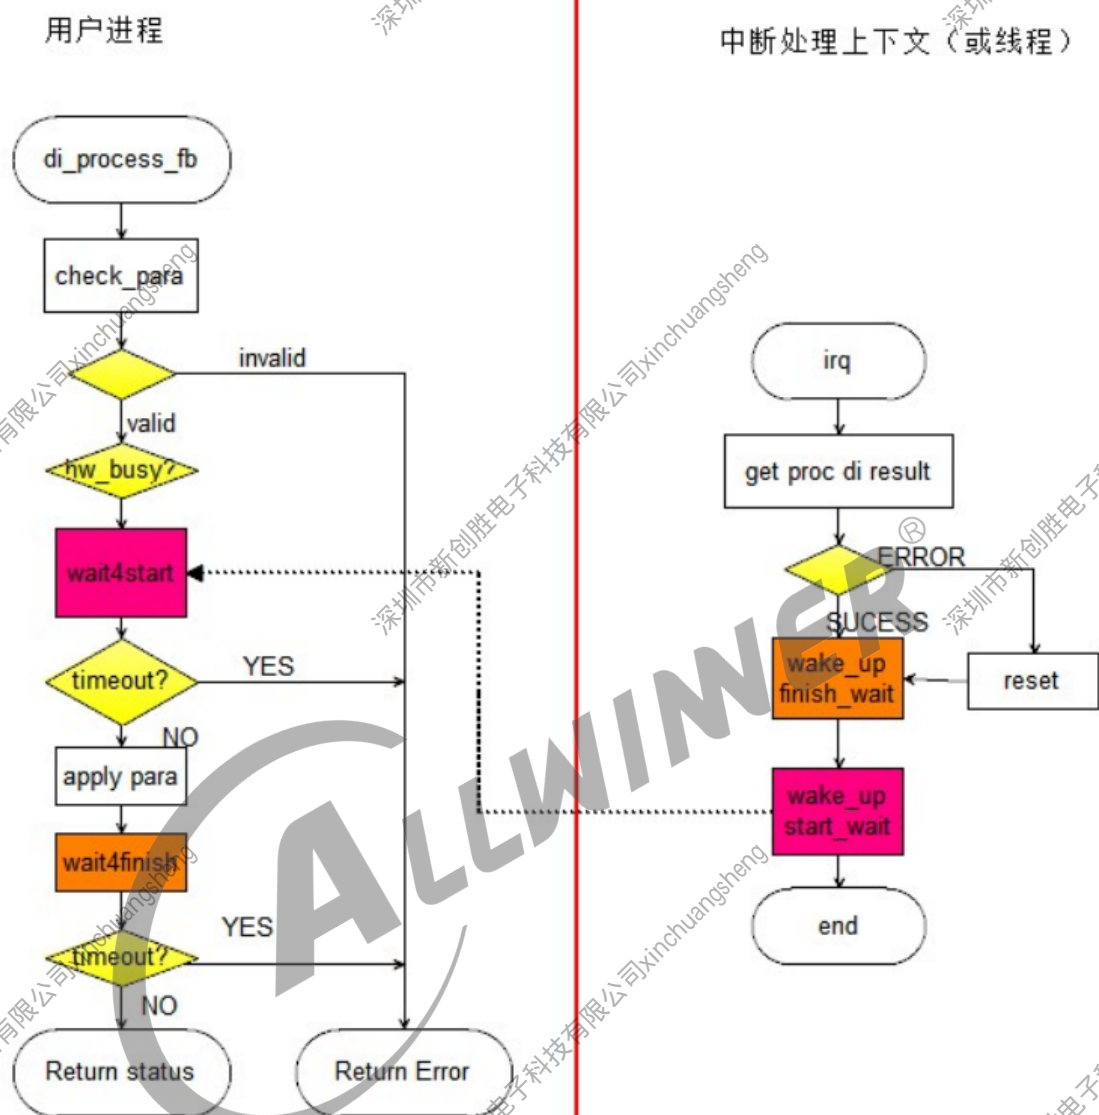 用户进程
di_process_fb
check_para
invalid
valid
hw_busy?
wait4start
timeout?
YES
NO
apply para
wait4finish
timeout?
YES
NO
Return status
Return Error
中断处理上下文（或线程）
irq
get proc di result
ERROR
SUCESS
wake_up
finish_wait
reset
wake_up
start_wait
end
ALLWINNER®
深圳市新创胜电子科技有限公司xinchuangsheng